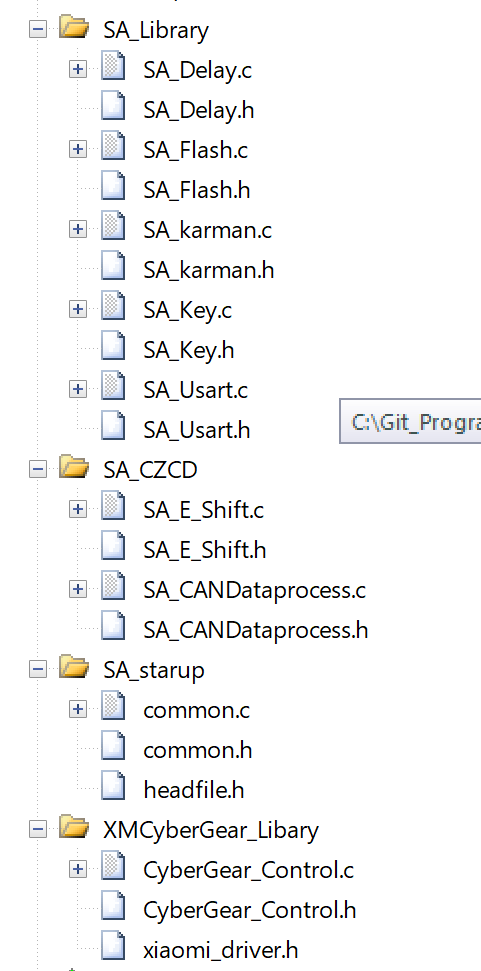 SA_Library
SA_Delay.c
SA_Delay.h
SA_Flash.c
SA_Flash.h
SA_karman.c
SA_karman.h
SA_Key.c
SA_Key.h
SA_Usart.c
C:\Git_Progra
SA_Usart.h
SA_CZCD
SA_E_Shift.c
SA_E_Shift.h
SA_CANDataprocess.c
SA_CANDataprocess.h
SA_starup
common.c
common.h
headfile.h
XMCyberGear_Libary
CyberGear_Control.c
CyberGear_Control.h
xiaomi_driver.h